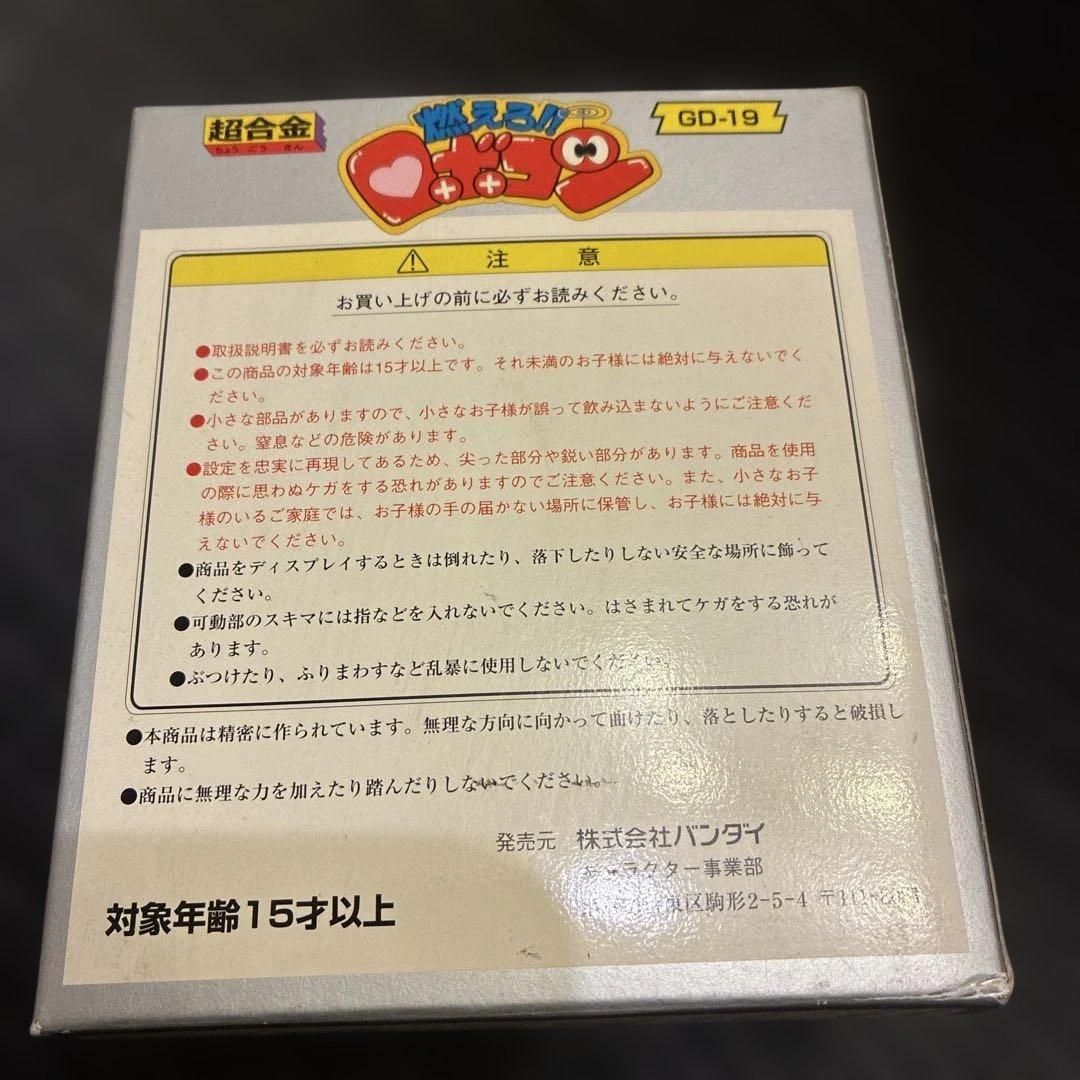 超合金
ちょう ごう きん
燃えろ!!
ロボコン
GD-19
注 意
お買い上げの前に必ずお読みください。
●取扱説明書を必ずお読みください。
●この商品の対象年齢は15才以上です。それ未満のお子様には絶対に与えないでく
ださい。
●小さな部品がありますので、小さなお子様が誤って飲み込まないようにご注意くだ
さい。窒息などの危険があります。
●設定を忠実に再現してあるため、尖った部分や鋭い部分があります。商品を使用
の際に思わぬケガをする恐れがありますのでご注意ください。また、小さなお子
様のいるご家庭では、お子様の手の届かない場所に保管し、お子様には絶対に与
えないでください。
●商品をディスプレイするときは倒れたり、落下したりしない安全な場所に飾って
ください。
●可動部のスキマには指などを入れないでください。はさまれてケガをする恐れが
あります。
●ぶつけたり、ふりまわすなど乱暴に使用しないでください。
●本商品は精密に作られています。無理な方向に向かって曲げたり、落としたりすると破損し
ます。
●商品に無理な力を加えたり踏んだりしないでください。
発売元 株式会社バンダイ
キャラクター事業部
東区駒形2-5-4 〒111-
対象年齢15才以上